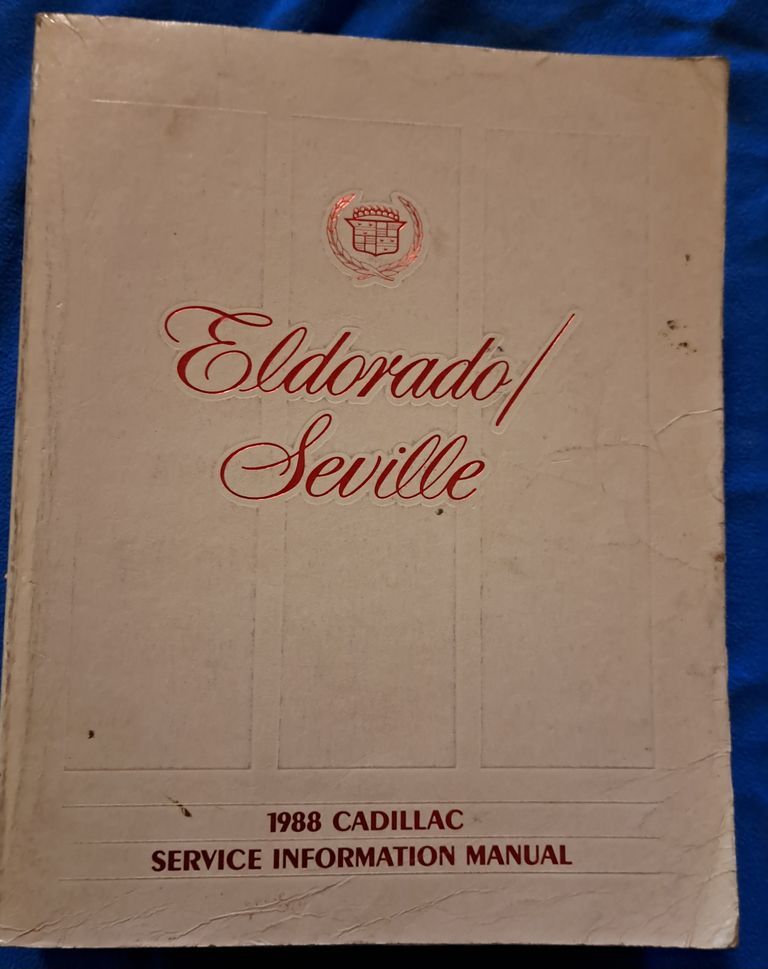 Eldorado/
Seville
1988 CADILLAC
SERVICE INFORMATION MANUAL